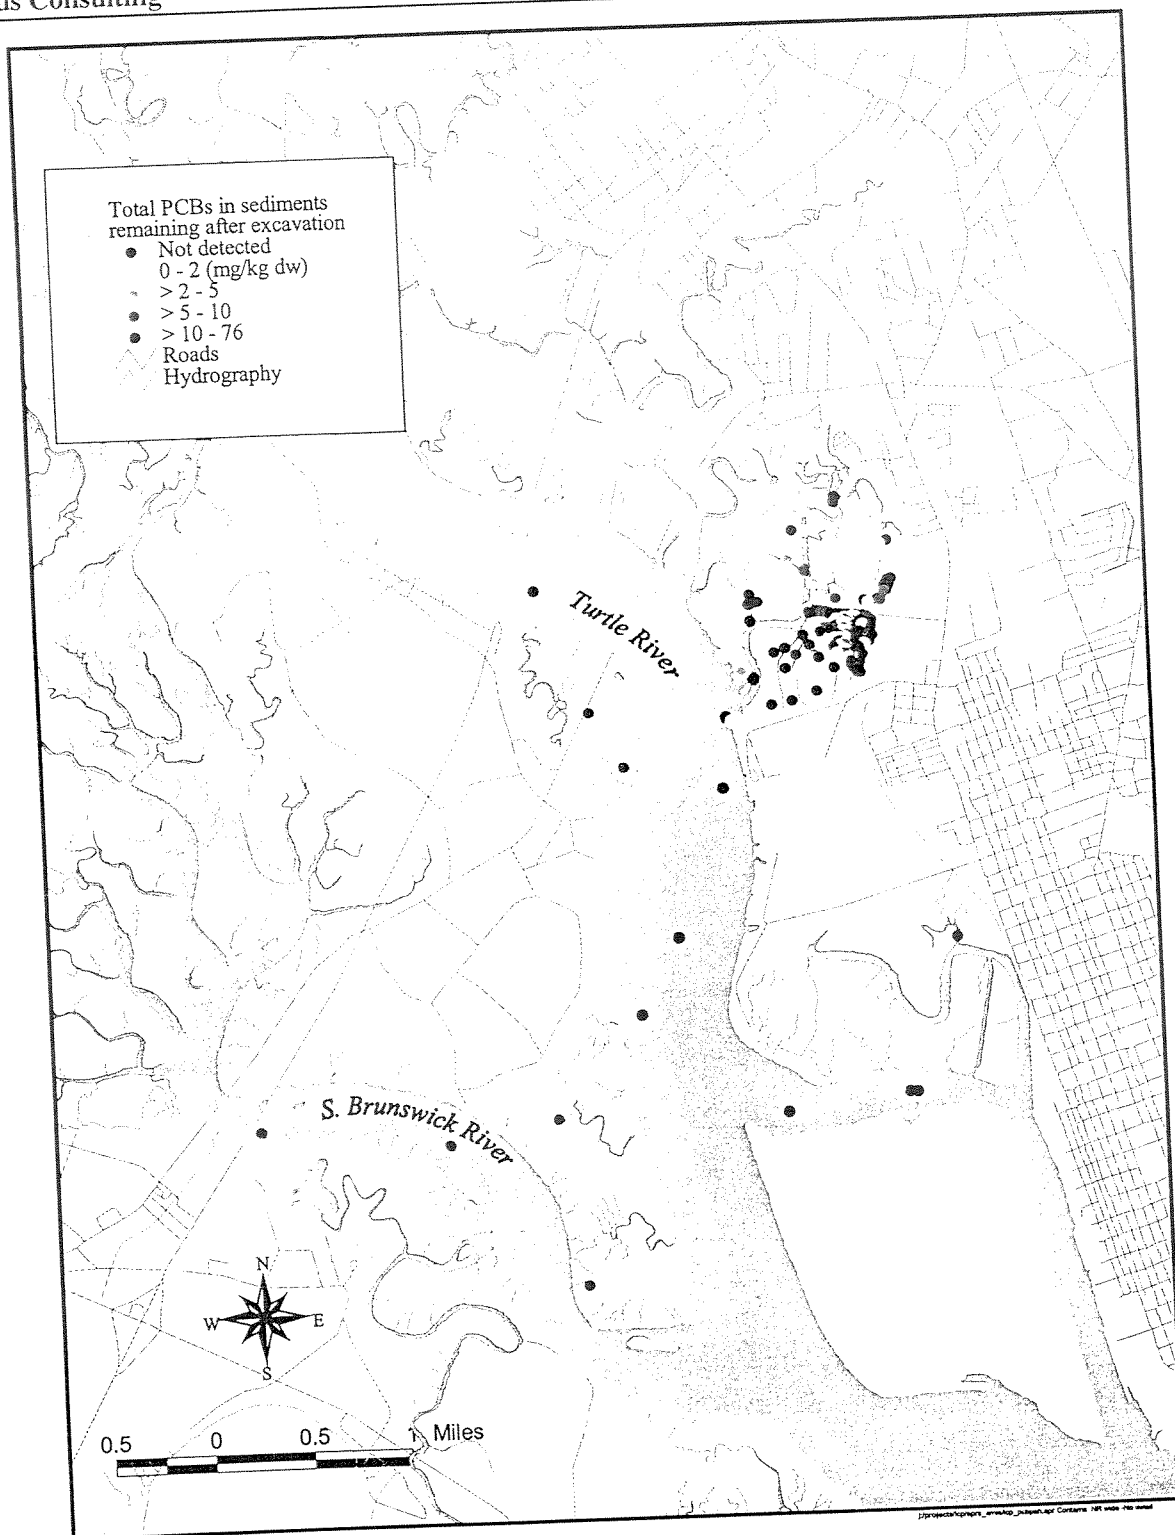 Consulting
Total PCBs in sediments
remaining after excavation
Not detected
0 - 2 (mg/kg dw)
> 2 - 5
> 5 - 10
> 10 - 76
Roads
Hydrography
Turtle River
S. Brunswick River
N
W E
S
0.5 0 0.5 1 Miles